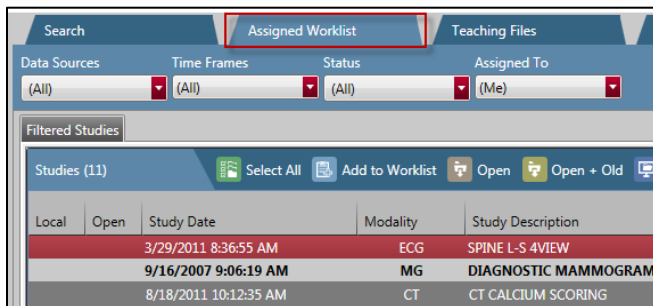 Search Assigned Worklist Teaching Files
Data Sources Time Frames Status Assigned To
(All) (All) (All) (Me)
Filtered Studies
Studies (11) Select All Add to Worklist Open Open + Old
Local Open Study Date Modality Study Description
3/29/2011 8:36:55 AM ECG SPINE L-S 4VIEW
9/16/2007 9:06:19 AM MG DIAGNOSTIC MAMMOGRAM
8/18/2011 10:12:35 AM CT CT CALCIUM SCORING